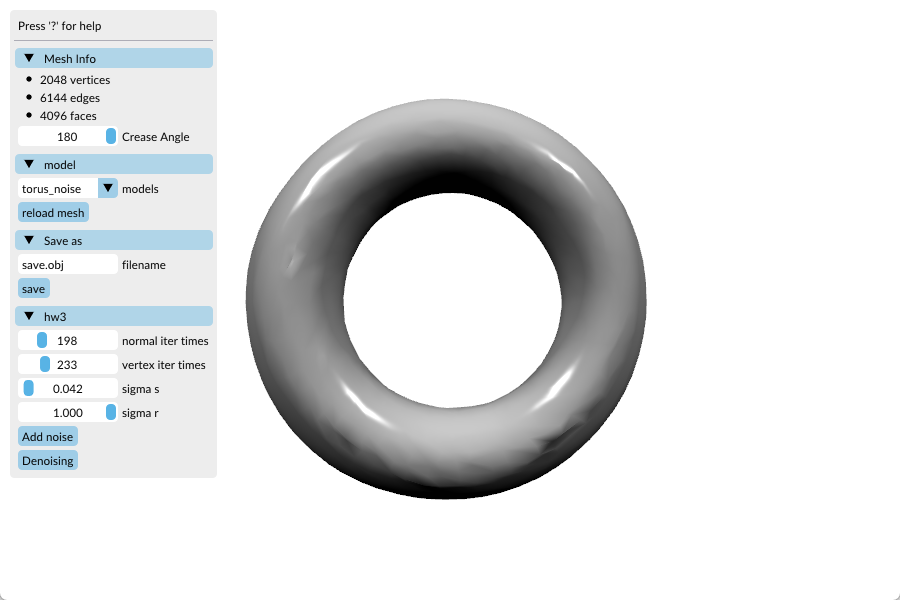 Press '?' for help
Mesh Info
2048 vertices
6144 edges
4096 faces
180 Crease Angle
model
torus_noise models
reload mesh
Save as
save.obj filename
save
hw3
198 normal iter times
233 vertex iter times
0.042 sigma s
1.000 sigma r
Add noise
Denoising